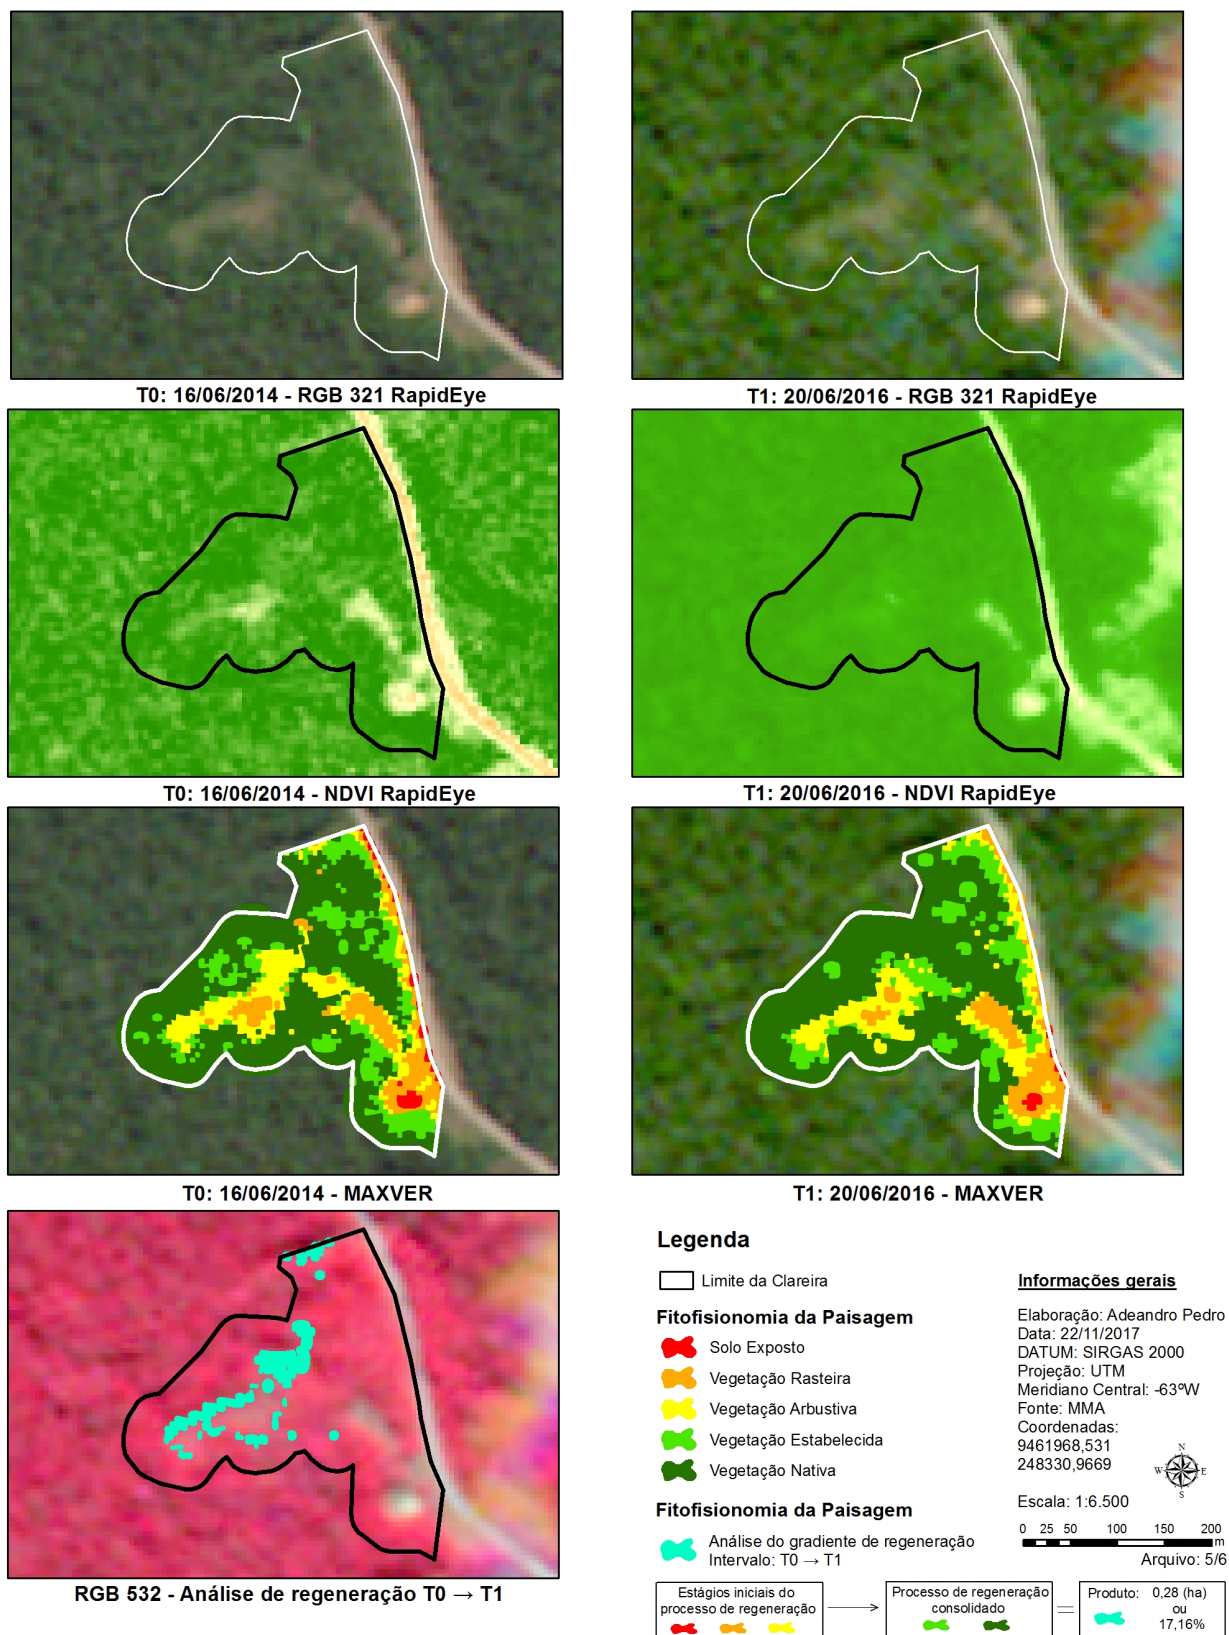 T0: 16/06/2014 - RGB 321 RapidEye
T1: 20/06/2016 - RGB 321 RapidEye
T0: 16/06/2014 - NDVI RapidEye
T1: 20/06/2016 - NDVI RapidEye
T0: 16/06/2014 - MAXVER
T1: 20/06/2016 - MAXVER
RGB 532 - Análise de regeneração T0 → T1
Legenda
Limite da Clareira
Fitofisionomia da Paisagem
Solo Exposto
Vegetação Rasteira
Vegetação Arbustiva
Vegetação Estabelecida
Vegetação Nativa
Fitofisionomia da Paisagem
Análise do gradiente de regeneração
Intervalo: T0 → T1
Informações gerais
Elaboração: Adeandro Pedro
Data: 22/11/2017
DATUM: SIRGAS 2000
Projeção: UTM
Meridiano Central: -63ºW
Fonte: MMA
Coordenadas:
9461968,531
248330,9669
N
W E
S
Escala: 1:6.500
0 25 50 100 150 200
m
Arquivo: 5/6
Estágios iniciais do
processo de regeneração
Processo de regeneração
consolidado
Produto: 0,28 (ha)
ou
17,16%